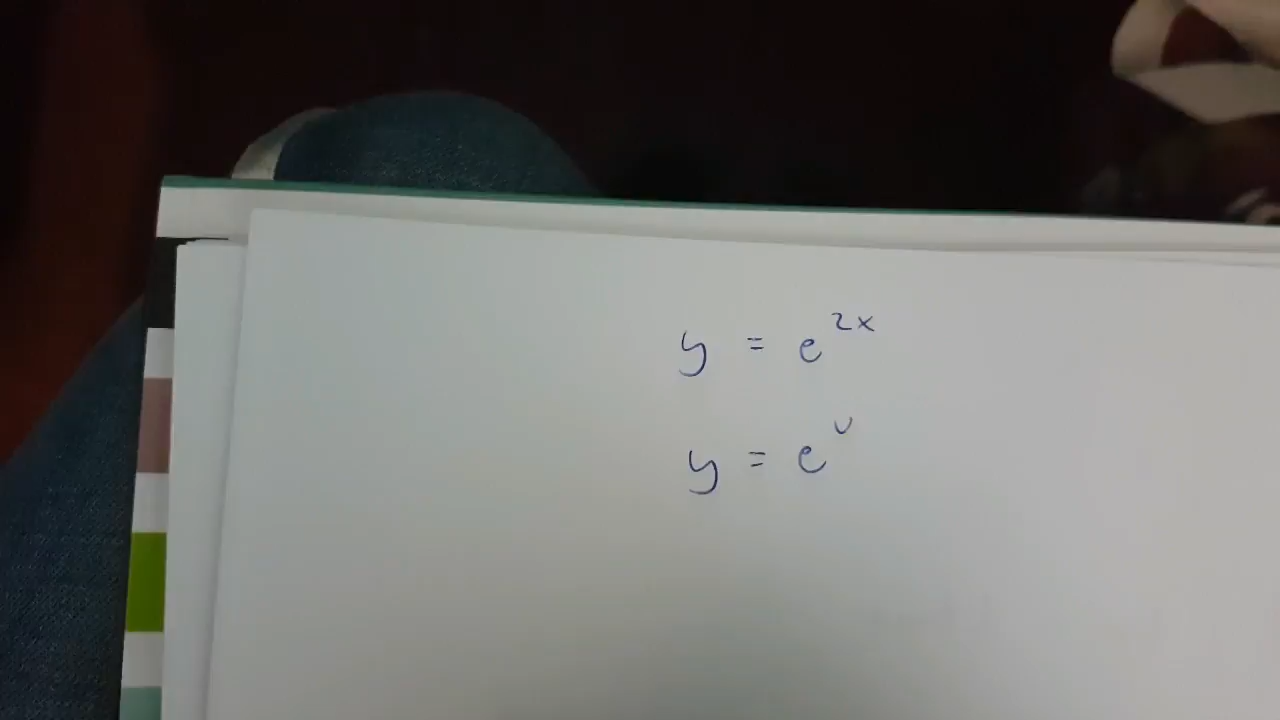 y = e^{2x}
y = e^{u}